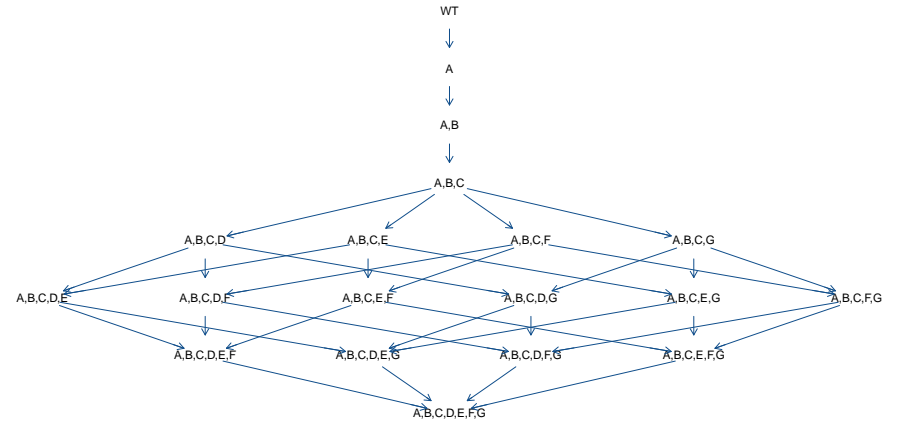 WT
A
A,B
A,B,C
A,B,C,D
A,B,C,E
A,B,C,F
A,B,C,G
A,B,C,D,E
A,B,C,D,F
A,B,C,E,F
A,B,C,D,G
A,B,C,E,G
A,B,C,F,G
A,B,C,D,E,F
A,B,C,D,E,G
A,B,C,D,F,G
A,B,C,E,F,G
A,B,C,D,E,F,G